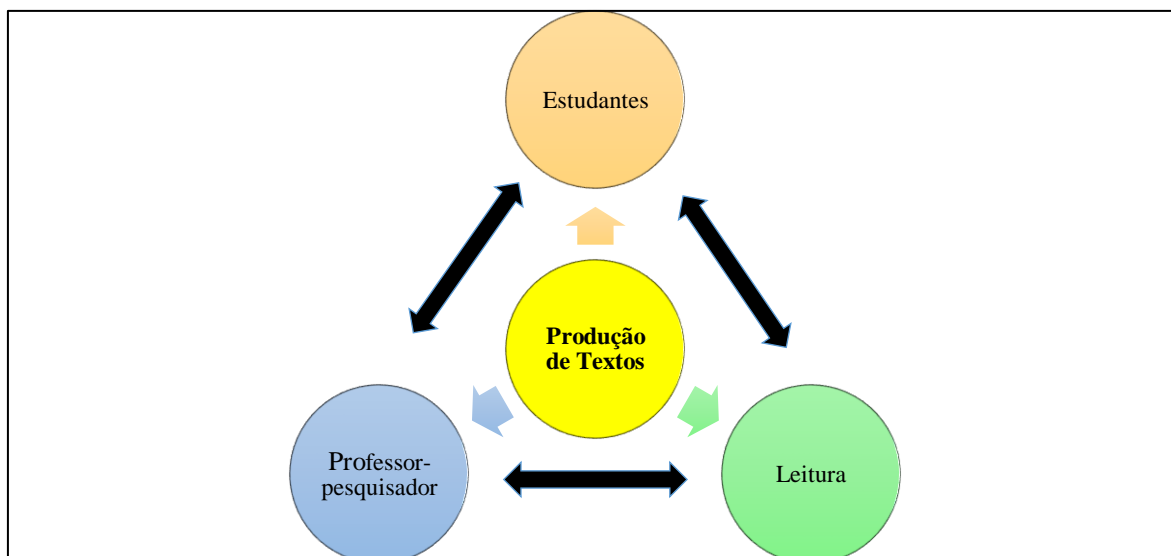 Estudantes
Produção
de Textos
Professor-
pesquisador
Leitura